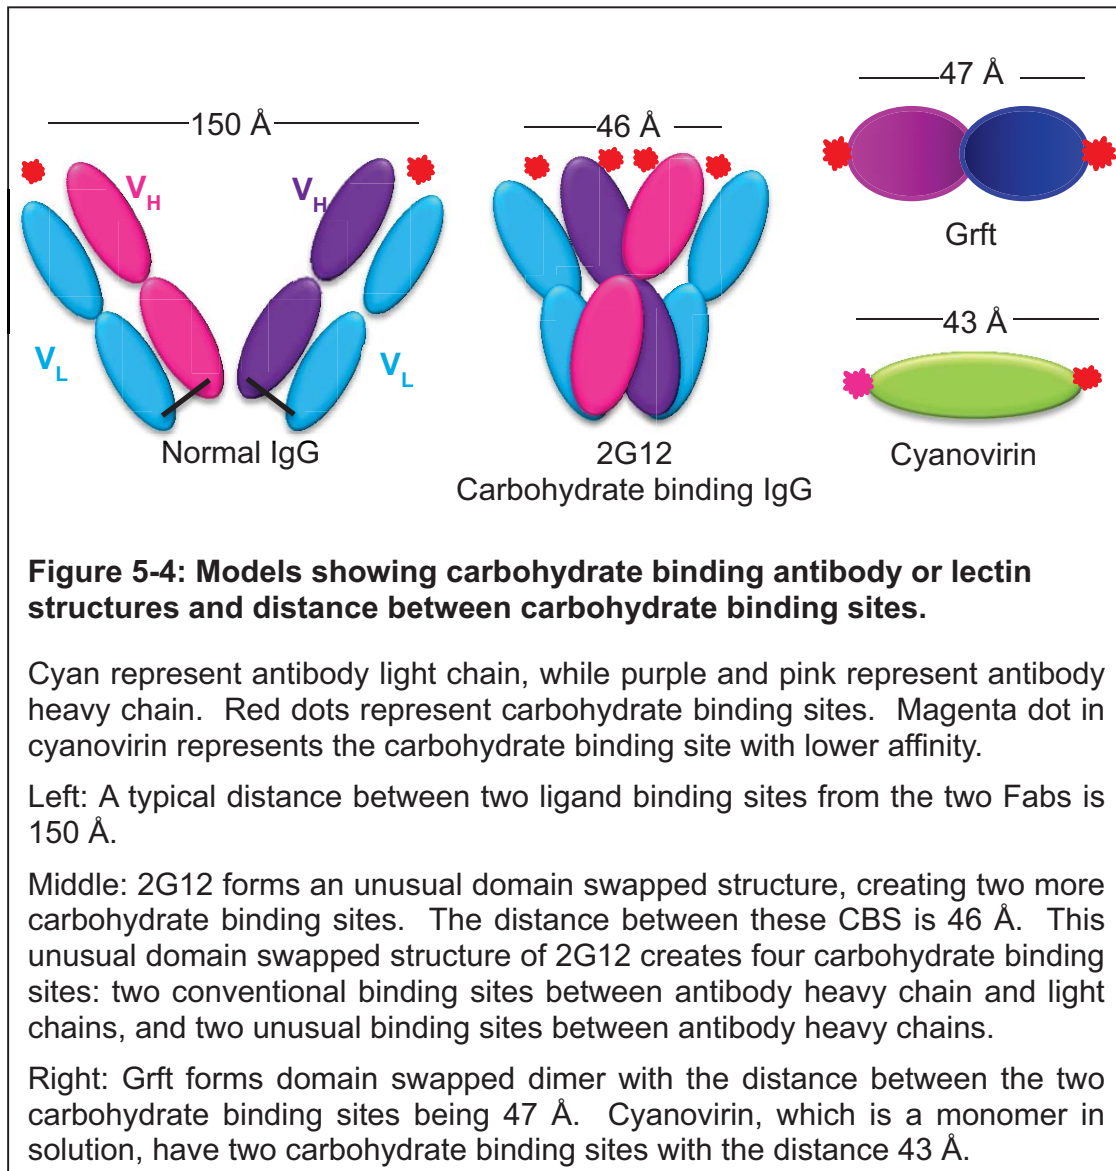 150 Å
46 Å
47 Å
V_H
V_H
V_L
V_L
Normal IgG
2G12
Carbohydrate binding IgG
Grft
43 Å
Cyanovirin
Figure 5-4: Models showing carbohydrate binding antibody or lectin
structures and distance between carbohydrate binding sites.
Cyan represent antibody light chain, while purple and pink represent antibody
heavy chain. Red dots represent carbohydrate binding sites. Magenta dot in
cyanovirin represents the carbohydrate binding site with lower affinity.
Left: A typical distance between two ligand binding sites from the two Fabs is
150 Å.
Middle: 2G12 forms an unusual domain swapped structure, creating two more
carbohydrate binding sites. The distance between these CBS is 46 Å. This
unusual domain swapped structure of 2G12 creates four carbohydrate binding
sites: two conventional binding sites between antibody heavy chain and light
chains, and two unusual binding sites between antibody heavy chains.
Right: Grft forms domain swapped dimer with the distance between the two
carbohydrate binding sites being 47 Å. Cyanovirin, which is a monomer in
solution, have two carbohydrate binding sites with the distance 43 Å.